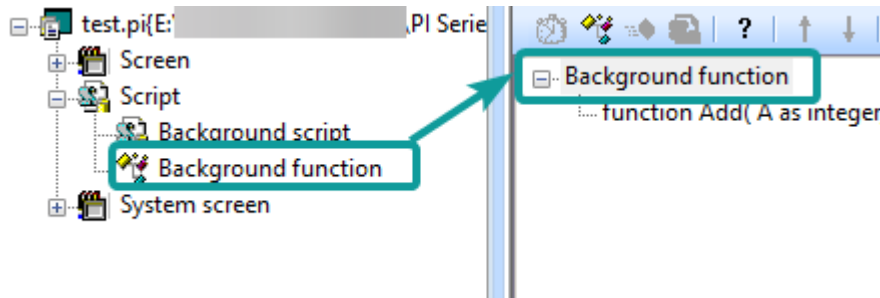 test.pi{E:\ \PI Serie
Screen
Script
Background script
Background function
System screen
?
Background function
function Add( A as integer